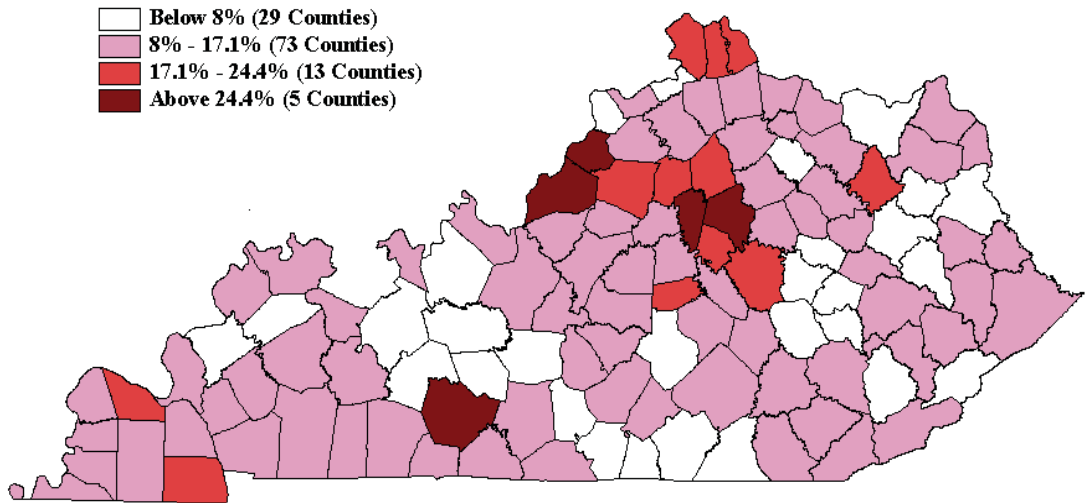 Below 8% (29 Counties)
8% - 17.1% (73 Counties)
17.1% - 24.4% (13 Counties)
Above 24.4% (5 Counties)